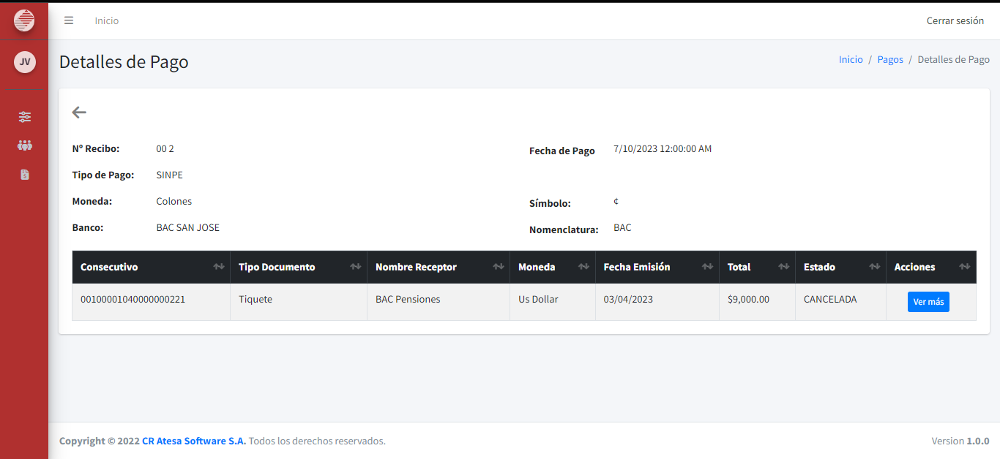 Inicio
Cerrar sesión
JV
Detalles de Pago
Inicio / Pagos / Detalles de Pago
Nº Recibo: 00 2
Fecha de Pago 7/10/2023 12:00:00 AM
Tipo de Pago: SINPE
Moneda: Colones
Símbolo: ¢
Banco: BAC SAN JOSE
Nomenclatura: BAC
Consecutivo Tipo Documento Nombre Receptor Moneda Fecha Emisión Total Estado Acciones
00100001040000000221 Tiquete BAC Pensiones Us Dollar 03/04/2023 $9,000.00 CANCELADA Ver más
Copyright © 2022 CR Atesa Software S.A. Todos los derechos reservados.
Version 1.0.0